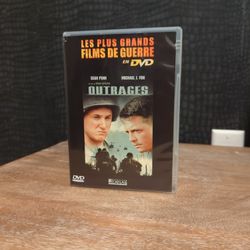 LES PLUS GRANDS
FILMS DE GUERRE
EN DVD
SEAN PENN MICHAEL J. FOX
OUTRAGES
DVD